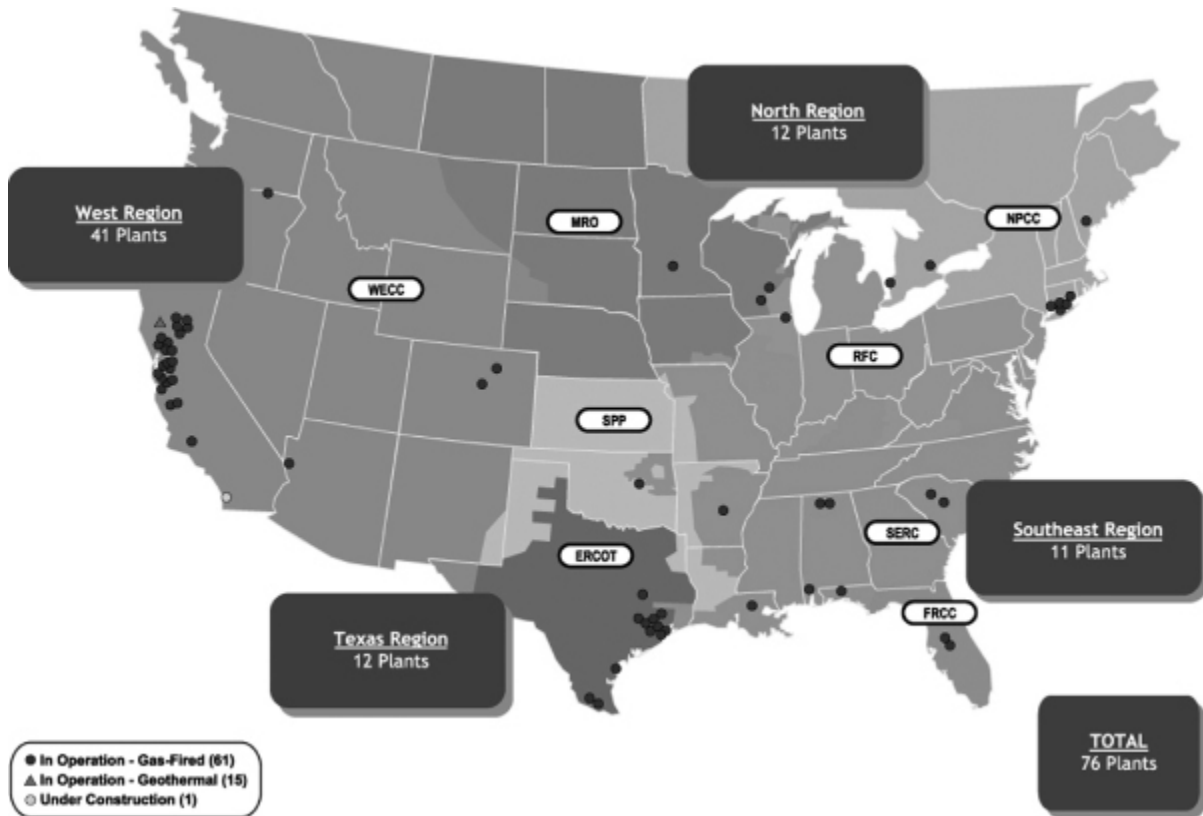 North Region
12 Plants
West Region
41 Plants
MRO
NPCC
WECC
RFC
SPP
SERC
Southeast Region
11 Plants
ERCOT
FRCC
Texas Region
12 Plants
TOTAL
76 Plants
In Operation - Gas-Fired (61)
In Operation - Geothermal (15)
Under Construction (1)